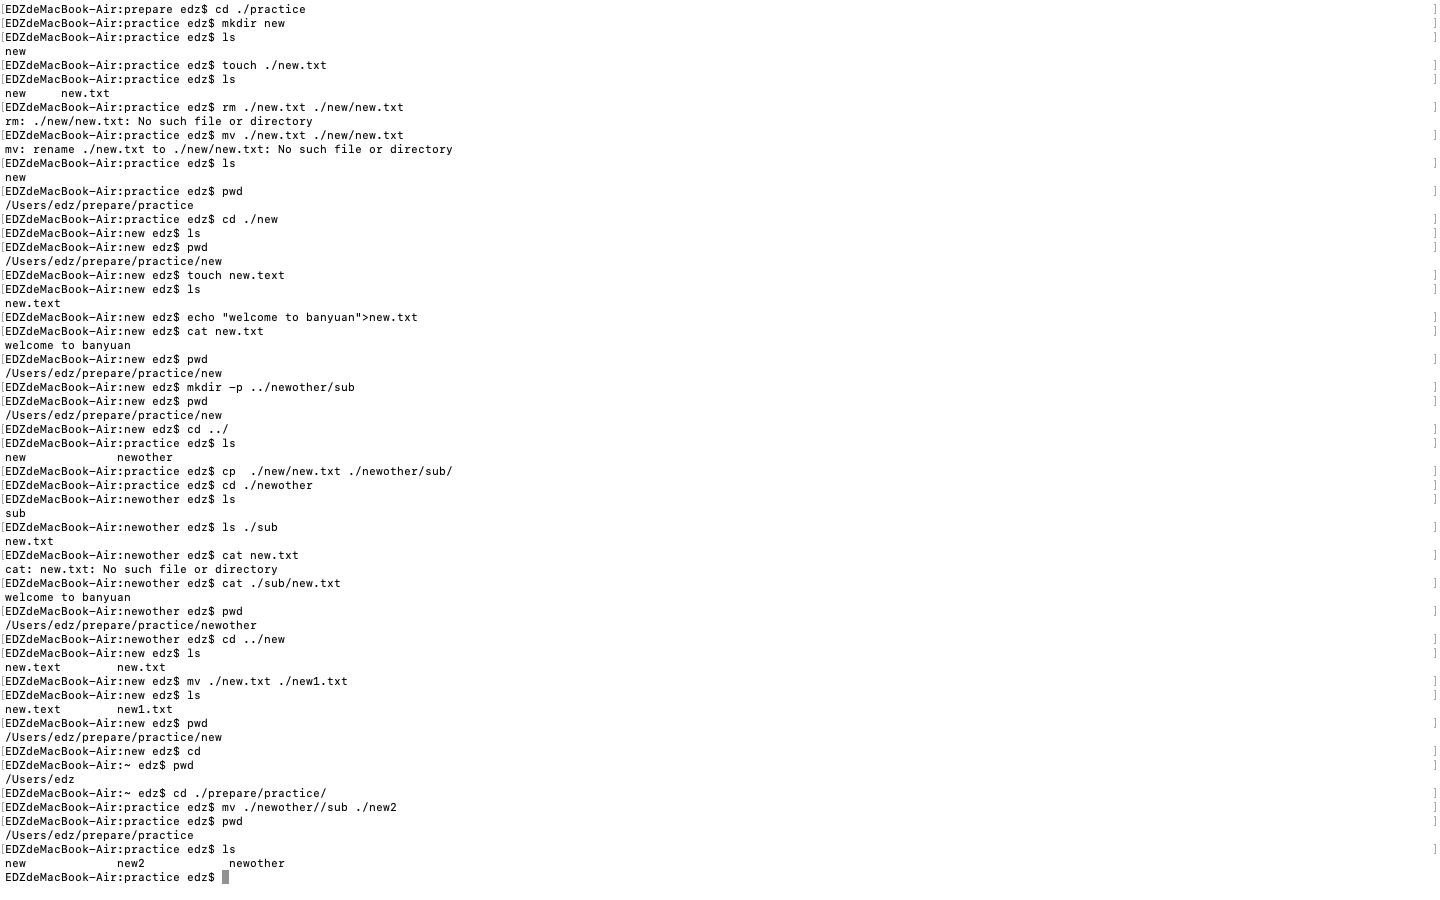 [EDZdeMacBook-Air:prepare edz$ cd ./practice ]
[EDZdeMacBook-Air:practice edz$ mkdir new ]
[EDZdeMacBook-Air:practice edz$ ls ]
new
[EDZdeMacBook-Air:practice edz$ touch ./new.txt ]
[EDZdeMacBook-Air:practice edz$ ls ]
new     new.txt
[EDZdeMacBook-Air:practice edz$ rm ./new.txt ./new/new.txt ]
rm: ./new/new.txt: No such file or directory
[EDZdeMacBook-Air:practice edz$ mv ./new.txt ./new/new.txt ]
mv: rename ./new.txt to ./new/new.txt: No such file or directory
[EDZdeMacBook-Air:practice edz$ ls ]
new
[EDZdeMacBook-Air:practice edz$ pwd ]
/Users/edz/prepare/practice
[EDZdeMacBook-Air:practice edz$ cd ./new ]
[EDZdeMacBook-Air:new edz$ ls ]
[EDZdeMacBook-Air:new edz$ pwd ]
/Users/edz/prepare/practice/new
[EDZdeMacBook-Air:new edz$ touch new.text ]
[EDZdeMacBook-Air:new edz$ ls ]
new.text
[EDZdeMacBook-Air:new edz$ echo "welcome to banyuan">new.txt ]
[EDZdeMacBook-Air:new edz$ cat new.txt ]
welcome to banyuan
[EDZdeMacBook-Air:new edz$ pwd ]
/Users/edz/prepare/practice/new
[EDZdeMacBook-Air:new edz$ mkdir -p ../newother/sub ]
[EDZdeMacBook-Air:new edz$ pwd ]
/Users/edz/prepare/practice/new
[EDZdeMacBook-Air:new edz$ cd ../ ]
[EDZdeMacBook-Air:practice edz$ ls ]
new             newother
[EDZdeMacBook-Air:practice edz$ cp  ./new/new.txt ./newother/sub/ ]
[EDZdeMacBook-Air:practice edz$ cd ./newother ]
[EDZdeMacBook-Air:newother edz$ ls ]
sub
[EDZdeMacBook-Air:newother edz$ ls ./sub ]
new.txt
[EDZdeMacBook-Air:newother edz$ cat new.txt ]
cat: new.txt: No such file or directory
[EDZdeMacBook-Air:newother edz$ cat ./sub/new.txt ]
welcome to banyuan
[EDZdeMacBook-Air:newother edz$ pwd ]
/Users/edz/prepare/practice/newother
[EDZdeMacBook-Air:newother edz$ cd ../new ]
[EDZdeMacBook-Air:new edz$ ls ]
new.text        new.txt
[EDZdeMacBook-Air:new edz$ mv ./new.txt ./new1.txt ]
[EDZdeMacBook-Air:new edz$ ls ]
new.text        new1.txt
[EDZdeMacBook-Air:new edz$ pwd ]
/Users/edz/prepare/practice/new
[EDZdeMacBook-Air:new edz$ cd ]
[EDZdeMacBook-Air:~ edz$ pwd ]
/Users/edz
[EDZdeMacBook-Air:~ edz$ cd ./prepare/practice/ ]
[EDZdeMacBook-Air:practice edz$ mv ./newother//sub ./new2 ]
[EDZdeMacBook-Air:practice edz$ pwd ]
/Users/edz/prepare/practice
[EDZdeMacBook-Air:practice edz$ ls ]
new             new2            newother
EDZdeMacBook-Air:practice edz$